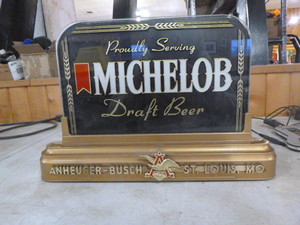 Proudly Serving
MICHELOB
Draft Beer
ANHEUSER-BUSCH ST. LOUIS, MO